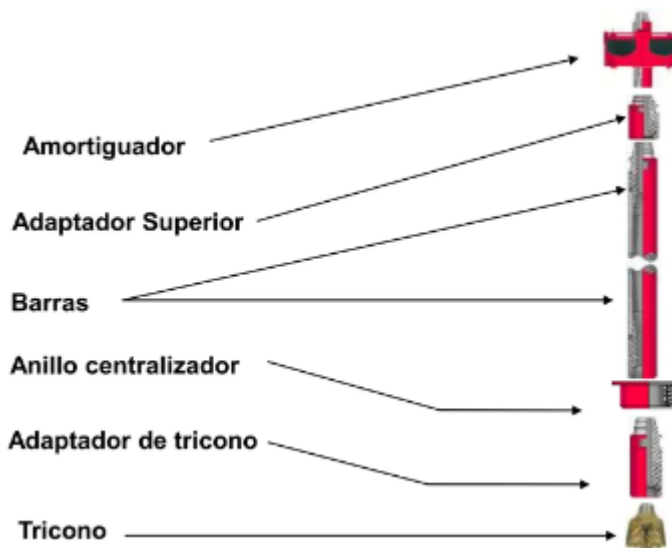 Amortiguador
Adaptador Superior
Barras
Anillo centralizador
Adaptador de tricono
Tricono